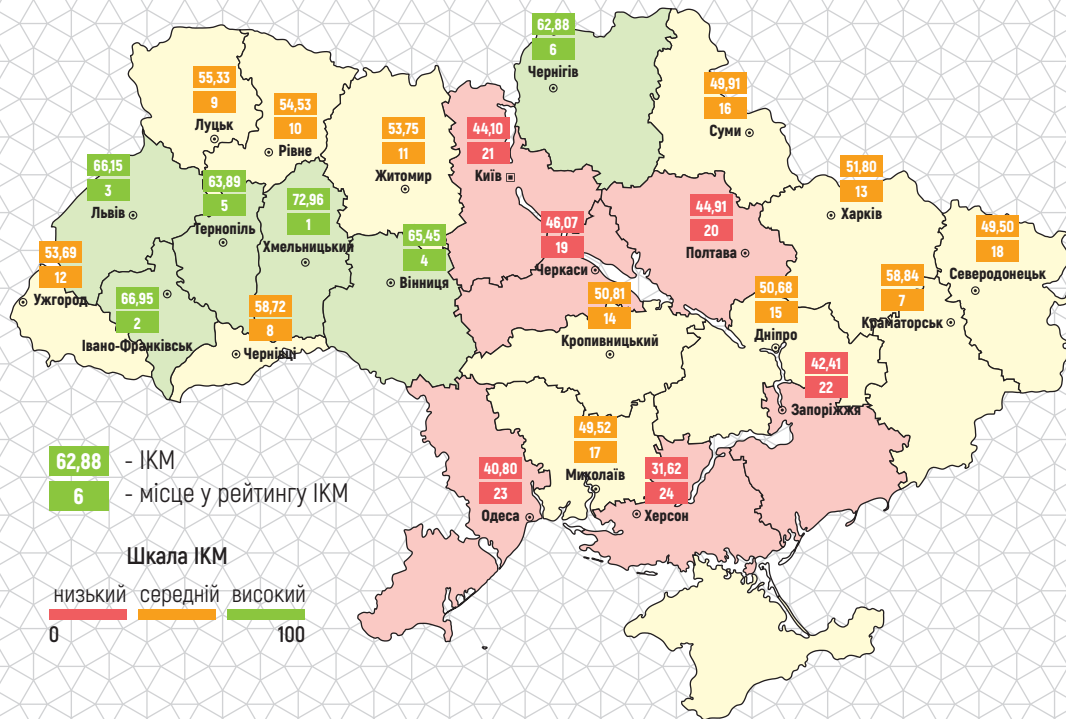 62,88
6
Чернігів
55,33
9
Луцьк
54,53
10
Рівне
53,75
11
Житомир
44,10
21
Київ
49,91
16
Суми
66,15
3
Львів
63,89
5
Тернопіль
72,96
1
Хмельницький
65,45
4
Вінниця
46,07
19
Черкаси
44,91
20
Полтава
51,80
13
Харків
49,50
18
Северодонецьк
53,69
12
Ужгород
66,95
2
Івано-Франківськ
58,72
8
Чернівці
50,81
14
Кропивницький
50,68
15
Дніпро
58,84
7
Краматорськ
42,41
22
Запоріжжя
49,52
17
Миколаїв
40,80
23
Одеса
31,62
24
Херсон
62,88 - ІКМ
6 - місце у рейтингу ІКМ
Шкала ІКМ
низький середній високий
0 100